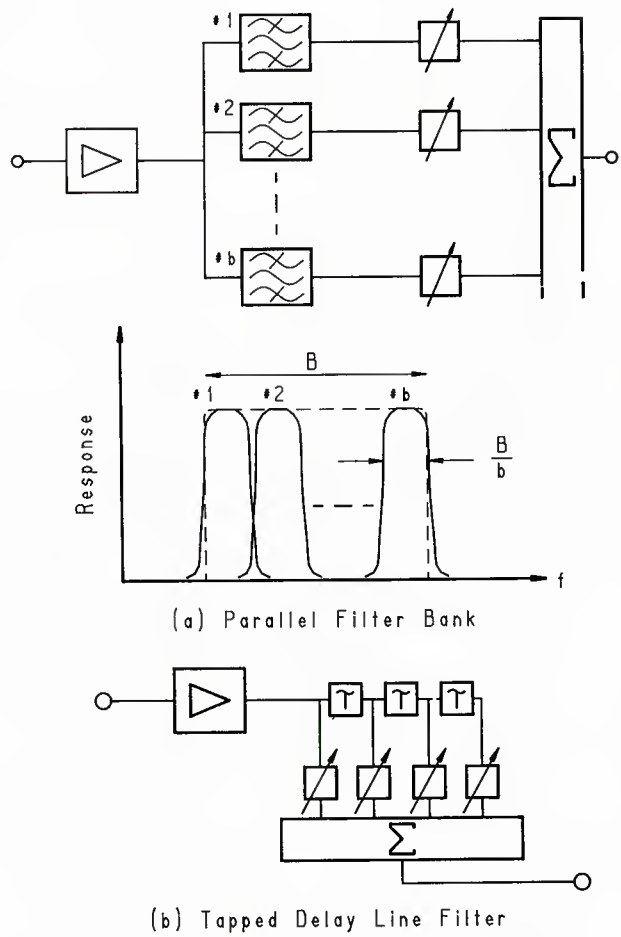 #1
#2
#b
Σ
B
#1 #2 #b
B
b
Response
f
(a) Parallel Filter Bank
τ τ τ
Σ
(b) Tapped Delay Line Filter